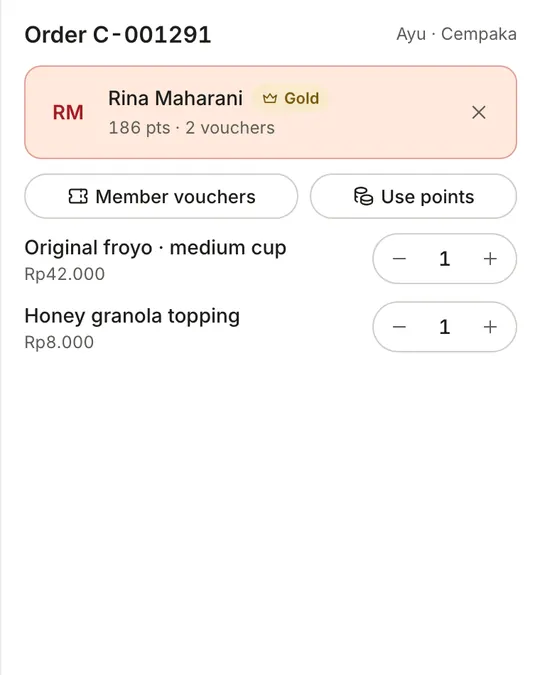 Order C-001291
Ayu · Cempaka
RM
Rina Maharani
Gold
186 pts · 2 vouchers
Member vouchers
Use points
Original froyo · medium cup
Rp42.000
− 1 +
Honey granola topping
Rp8.000
− 1 +